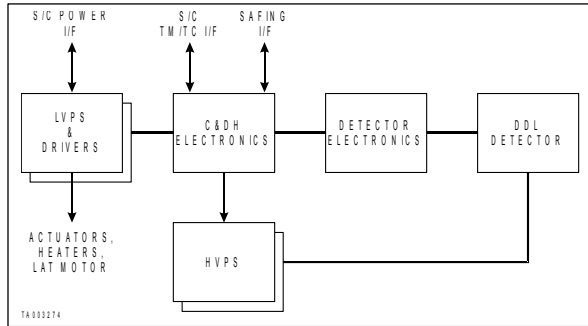 S/C POWER
I/F
S/C
TM/TC I/F
SAFING
I/F
LVPS
&
DRIVERS
C&DH
ELECTRONICS
DETECTOR
ELECTRONICS
DDL
DETECTOR
ACTUATORS,
HEATERS,
LAT MOTOR
HVPS
TA003274